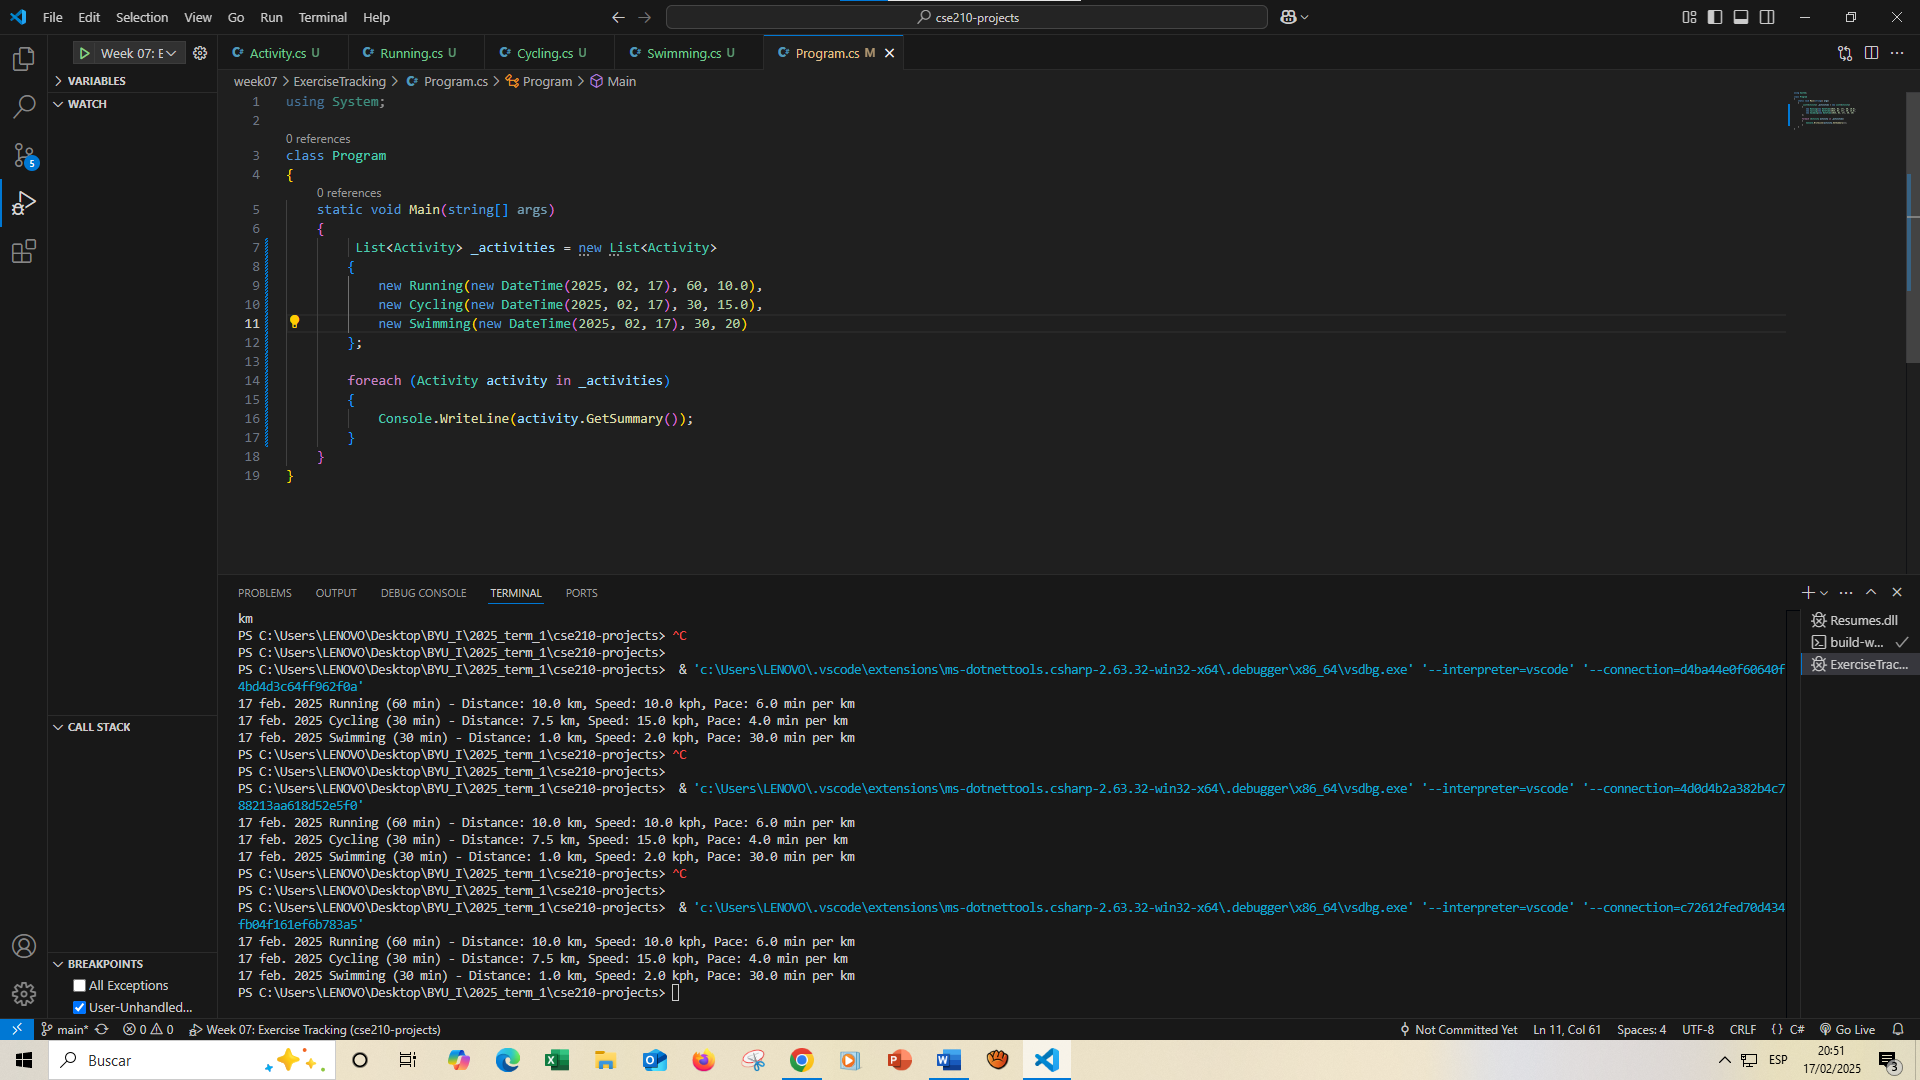 File Edit Selection View Go Run Terminal Help
cse210-projects
Week 07: E
Activity.cs U
Running.cs U
Cycling.cs U
Swimming.cs U
Program.cs M
VARIABLES
WATCH
CALL STACK
BREAKPOINTS
All Exceptions
User-Unhandled...
5
week07 > ExerciseTracking > Program.cs > Program > Main
1 using System;
2
0 references
3 class Program
4 {
0 references
5 static void Main(string[] args)
6 {
7 List<Activity> _activities = new List<Activity>
8 {
9 new Running(new DateTime(2025, 02, 17), 60, 10.0),
10 new Cycling(new DateTime(2025, 02, 17), 30, 15.0),
11 new Swimming(new DateTime(2025, 02, 17), 30, 20)
12 };
13
14 foreach (Activity activity in _activities)
15 {
16 Console.WriteLine(activity.GetSummary());
17 }
18 }
19 }
PROBLEMS OUTPUT DEBUG CONSOLE TERMINAL PORTS
km
PS C:\Users\LENOVO\Desktop\BYU_I\2025_term_1\cse210-projects> ^C
PS C:\Users\LENOVO\Desktop\BYU_I\2025_term_1\cse210-projects>
PS C:\Users\LENOVO\Desktop\BYU_I\2025_term_1\cse210-projects> & 'c:\Users\LENOVO\.vscode\extensions\ms-dotnettools.csharp-2.63.32-win32-x64\.debugger\x86_64\vsdbg.exe' '--interpreter=vscode' '--connection=d4ba44e0f60640f
4bd4d3c64ff962f0a'
17 feb. 2025 Running (60 min) - Distance: 10.0 km, Speed: 10.0 kph, Pace: 6.0 min per km
17 feb. 2025 Cycling (30 min) - Distance: 7.5 km, Speed: 15.0 kph, Pace: 4.0 min per km
17 feb. 2025 Swimming (30 min) - Distance: 1.0 km, Speed: 2.0 kph, Pace: 30.0 min per km
PS C:\Users\LENOVO\Desktop\BYU_I\2025_term_1\cse210-projects> ^C
PS C:\Users\LENOVO\Desktop\BYU_I\2025_term_1\cse210-projects>
PS C:\Users\LENOVO\Desktop\BYU_I\2025_term_1\cse210-projects> & 'c:\Users\LENOVO\.vscode\extensions\ms-dotnettools.csharp-2.63.32-win32-x64\.debugger\x86_64\vsdbg.exe' '--interpreter=vscode' '--connection=4d0d4b2a382b4c7
88213aa618d52e5f0'
17 feb. 2025 Running (60 min) - Distance: 10.0 km, Speed: 10.0 kph, Pace: 6.0 min per km
17 feb. 2025 Cycling (30 min) - Distance: 7.5 km, Speed: 15.0 kph, Pace: 4.0 min per km
17 feb. 2025 Swimming (30 min) - Distance: 1.0 km, Speed: 2.0 kph, Pace: 30.0 min per km
PS C:\Users\LENOVO\Desktop\BYU_I\2025_term_1\cse210-projects> ^C
PS C:\Users\LENOVO\Desktop\BYU_I\2025_term_1\cse210-projects>
PS C:\Users\LENOVO\Desktop\BYU_I\2025_term_1\cse210-projects> & 'c:\Users\LENOVO\.vscode\extensions\ms-dotnettools.csharp-2.63.32-win32-x64\.debugger\x86_64\vsdbg.exe' '--interpreter=vscode' '--connection=c72612fed70d434
fb04f161ef6b783a5'
17 feb. 2025 Running (60 min) - Distance: 10.0 km, Speed: 10.0 kph, Pace: 6.0 min per km
17 feb. 2025 Cycling (30 min) - Distance: 7.5 km, Speed: 15.0 kph, Pace: 4.0 min per km
17 feb. 2025 Swimming (30 min) - Distance: 1.0 km, Speed: 2.0 kph, Pace: 30.0 min per km
PS C:\Users\LENOVO\Desktop\BYU_I\2025_term_1\cse210-projects>
Resumes.dll
build-w...
ExerciseTrac...
main* 0 0 Week 07: Exercise Tracking (cse210-projects)
Not Committed Yet Ln 11, Col 61 Spaces: 4 UTF-8 CRLF {} C# Go Live
Buscar
ESP
20:51
17/02/2025
3